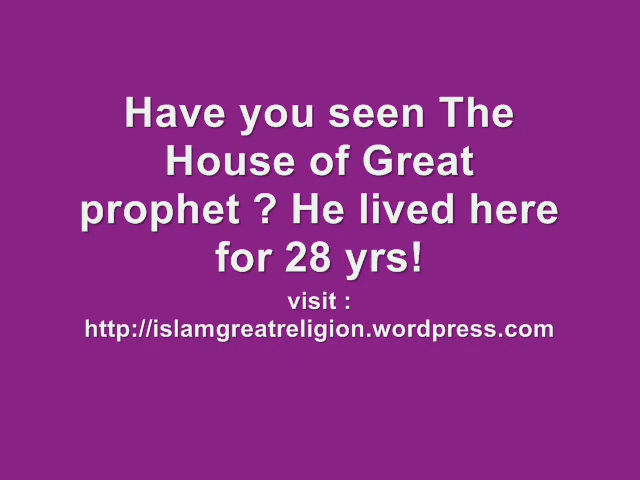 Have you seen The
House of Great
prophet ? He lived here
for 28 yrs!
visit :
http://islamgreatreligion.wordpress.com